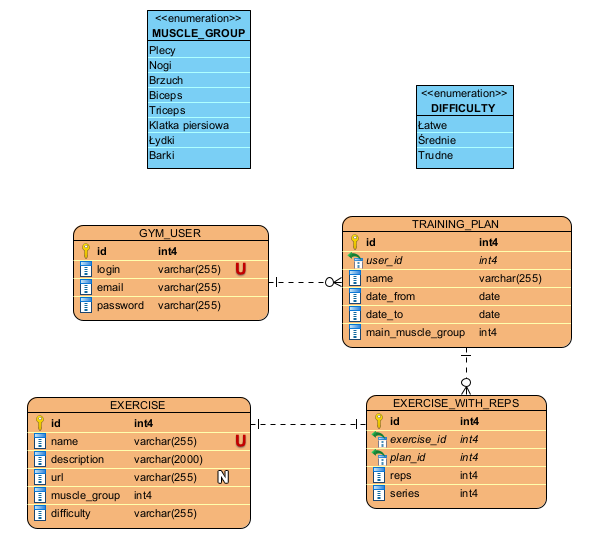 <<enumeration>>
MUSCLE_GROUP
Plecy
Nogi
Brzuch
Biceps
Triceps
Klatka piersiowa
Łydki
Barki
<<enumeration>>
DIFFICULTY
Łatwe
Średnie
Trudne
GYM_USER
id int4
login varchar(255) U
email varchar(255)
password varchar(255)
TRAINING_PLAN
id int4
user_id int4
name varchar(255)
date_from date
date_to date
main_muscle_group int4
EXERCISE
id int4
name varchar(255) U
description varchar(2000)
url varchar(255) N
muscle_group int4
difficulty varchar(255)
EXERCISE_WITH_REPS
id int4
exercise_id int4
plan_id int4
reps int4
series int4